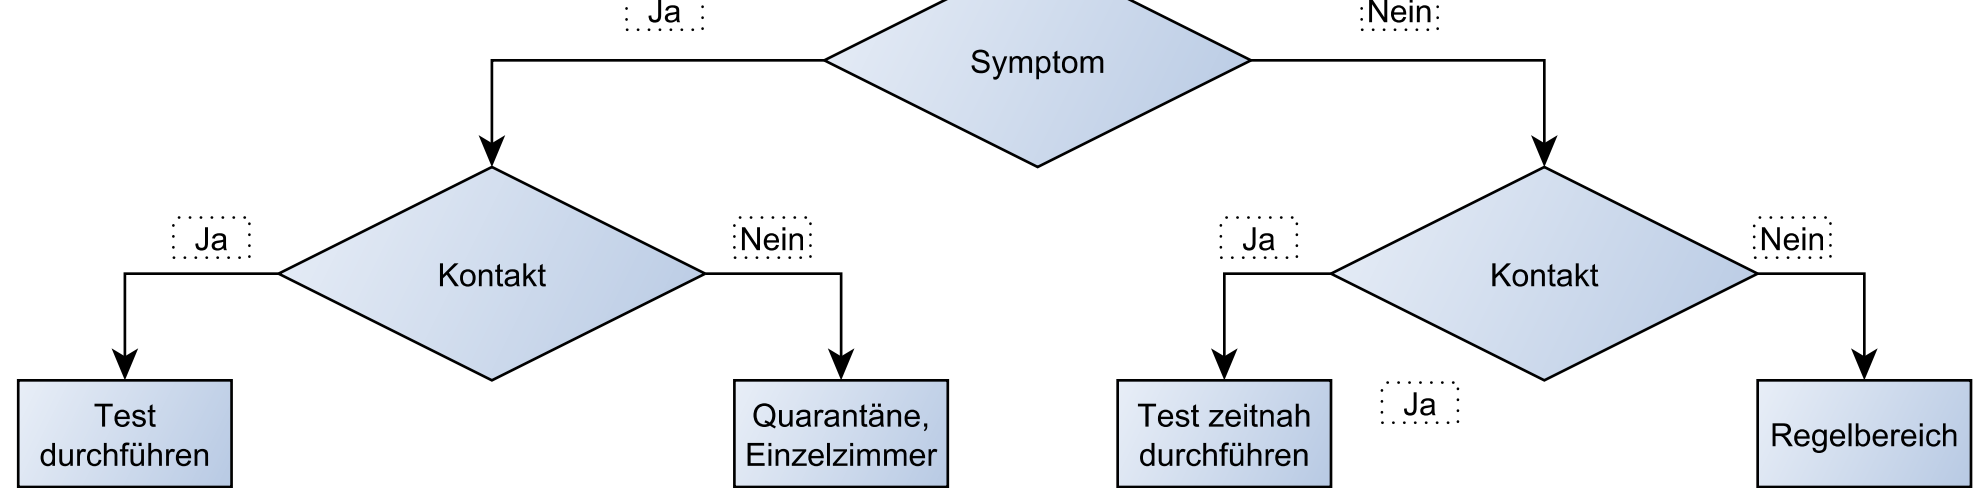 Ja
Nein
Symptom
Ja
Nein
Ja
Nein
Kontakt
Kontakt
Test
durchführen
Quarantäne,
Einzelzimmer
Test zeitnah
durchführen
Ja
Regelbereich